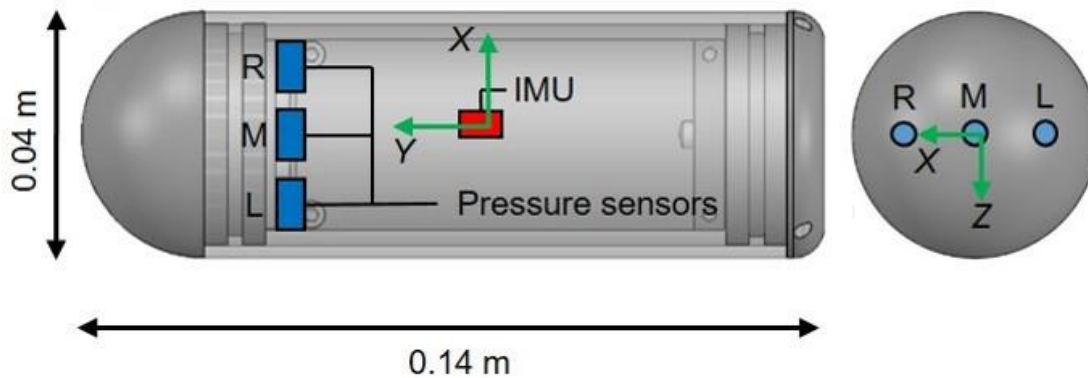 0.04 m
R
M
L
X
Y
IMU
Pressure sensors
0.14 m
R M L
X
Z